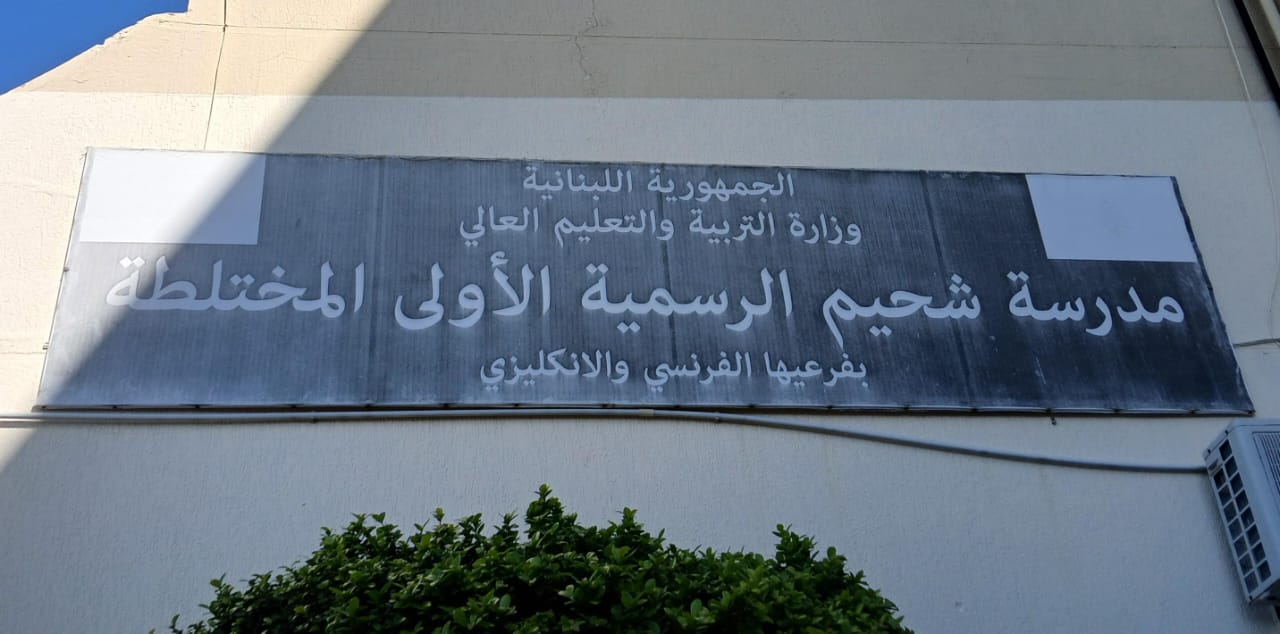 الجمهورية اللبنانية
وزارة التربية والتعليم العالي
مدرسة شحيم الرسمية الأولى المختلطة
بفرعيها الفرنسي والانكليزي